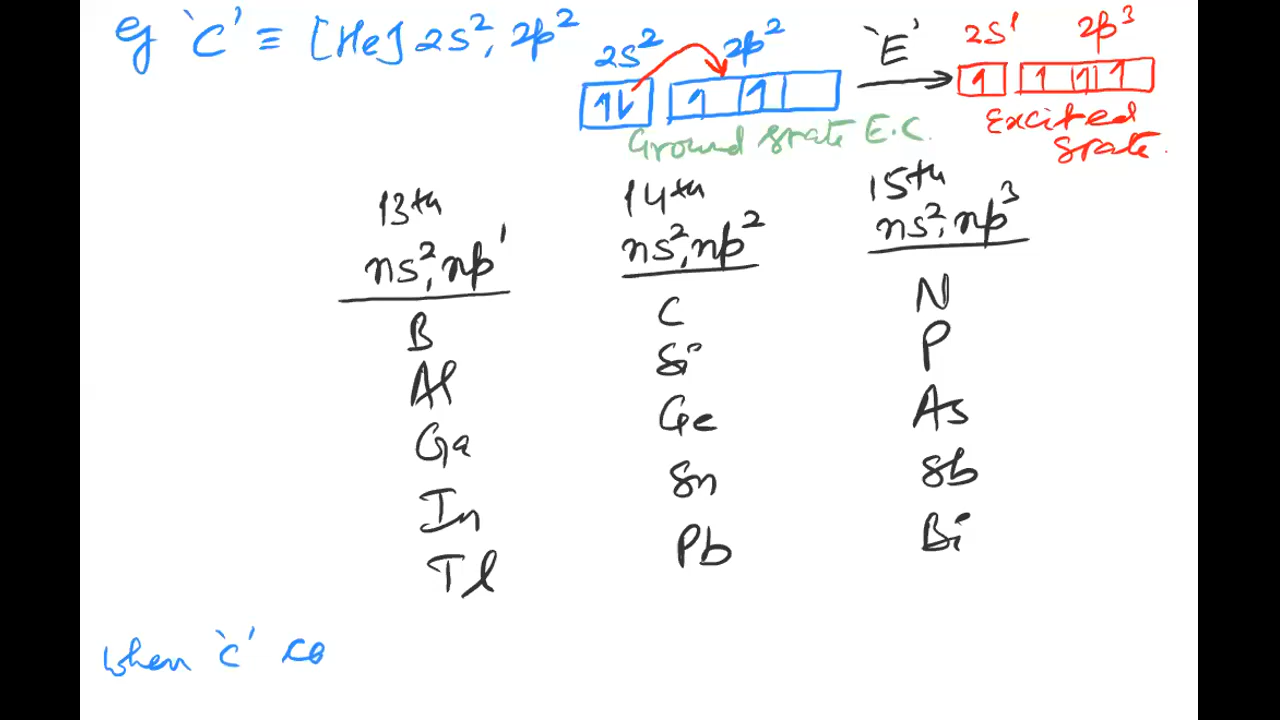 eg `C' ≡ [He] 2s², 2p²
2s² 2p² `E' 2s¹ 2p³
Ground state E.C. Excited state.
13th 14th 15th
ns², np¹ ns², np² ns², np³
B C N
Al Si P
Ga Ge As
In Sn Sb
Tl Pb Bi
When `C' co